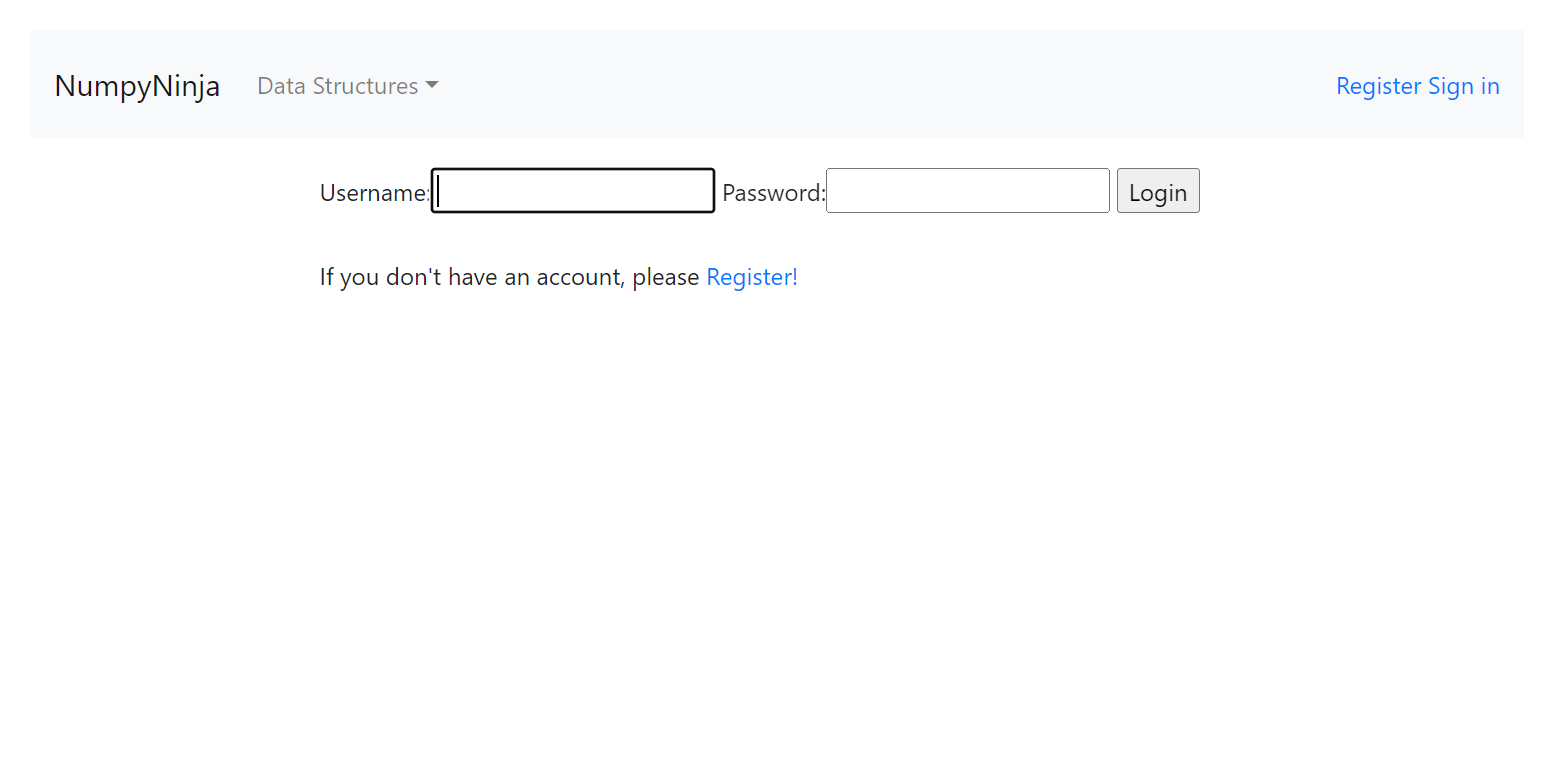 NumpyNinja Data Structures Register Sign in
Username: Password: Login
If you don't have an account, please Register!